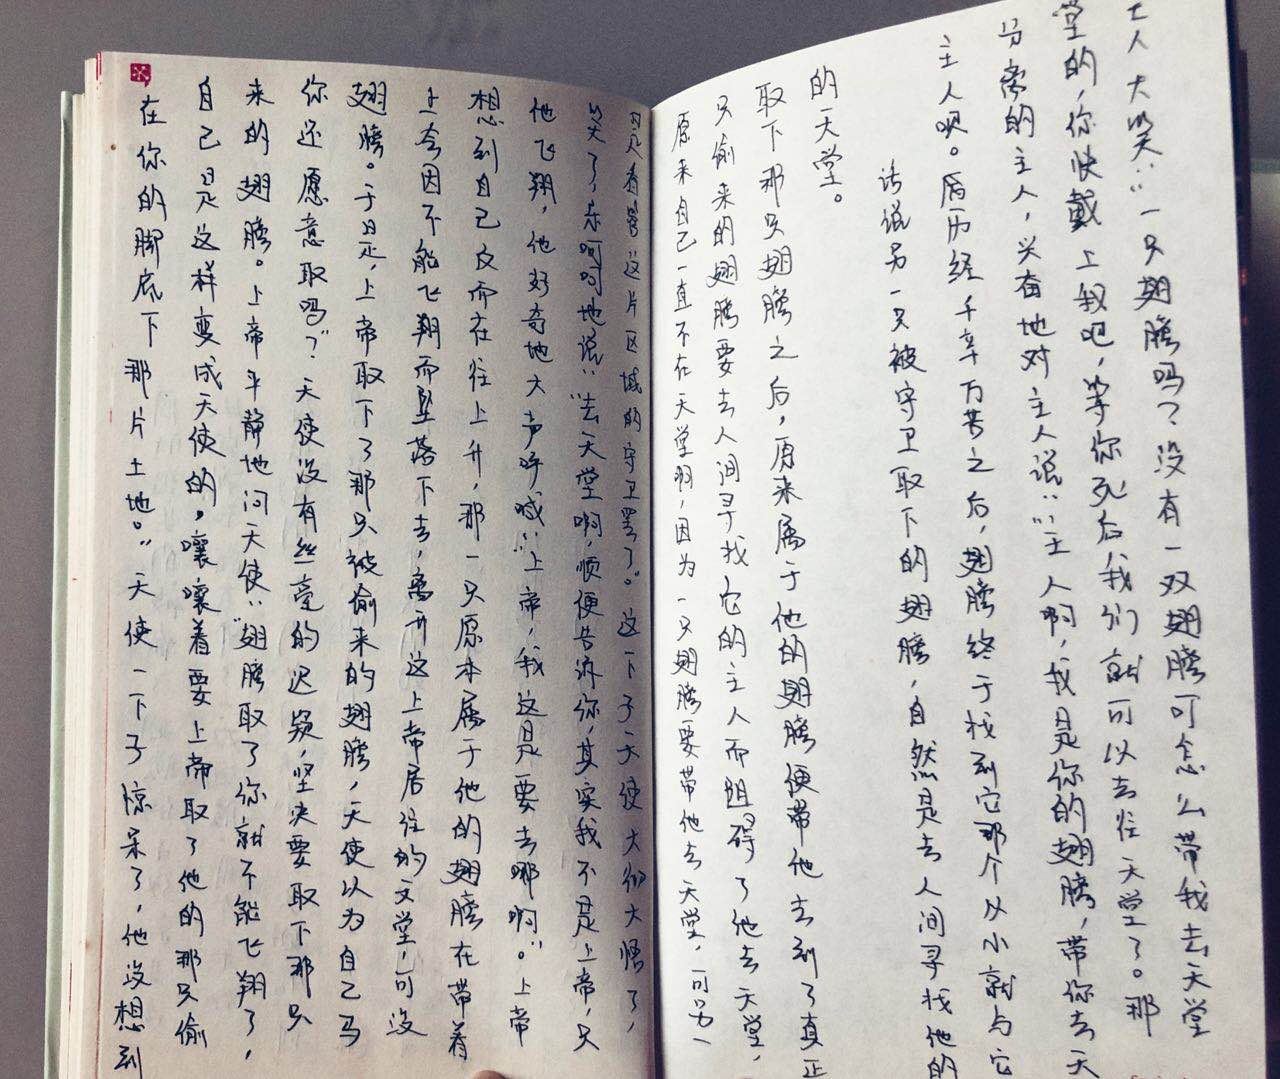 在你的脚底下那片土地。”天使一下子惊呆了，他没想到
自己是这样变成天使的，嚷嚷着要上帝取了他的那只偷
来的翅膀。上帝平静地问天使：“翅膀取了你就不能飞翔了，
你还愿意取吗？”天使没有丝毫的迟疑，坚决要取下那只
翅膀。于是，上帝取下了那只被偷来的翅膀，天使以为自己马
上会因不能飞翔而坠落下去，离开这上帝居住的天堂，可没
想到自己反而在往上升，那一只原本属于他的翅膀在带着
他飞翔，他好奇地大声呼喊：“上帝，我这是要去哪啊”。上帝
笑了，乐呵呵地说：“去天堂啊，顺便告诉你，其实我不是上帝，只
是看管这片区域的守卫罢了。这一下子天使大彻大悟了，
原来自己一直不在天堂啊，因为一只翅膀要带他去天堂，可另一
只偷来的翅膀要去人间寻找它的主人而阻碍了他去天堂，
取下那只翅膀之后，原来属于他的翅膀便带他去到了真正
的天堂。
话说另一只被守卫取下的翅膀，自然是去人间寻找他的
主人呗。历经千辛万苦之后，翅膀终于找到它那个从小就与它
分离的主人，兴奋地对主人说：“主人啊，我是你的翅膀，带你去天
堂的，你快戴上我吧，等你死后我们就可以去往天堂了。那
人大笑：“一只翅膀吗？没有一双翅膀可怎么带我去天堂